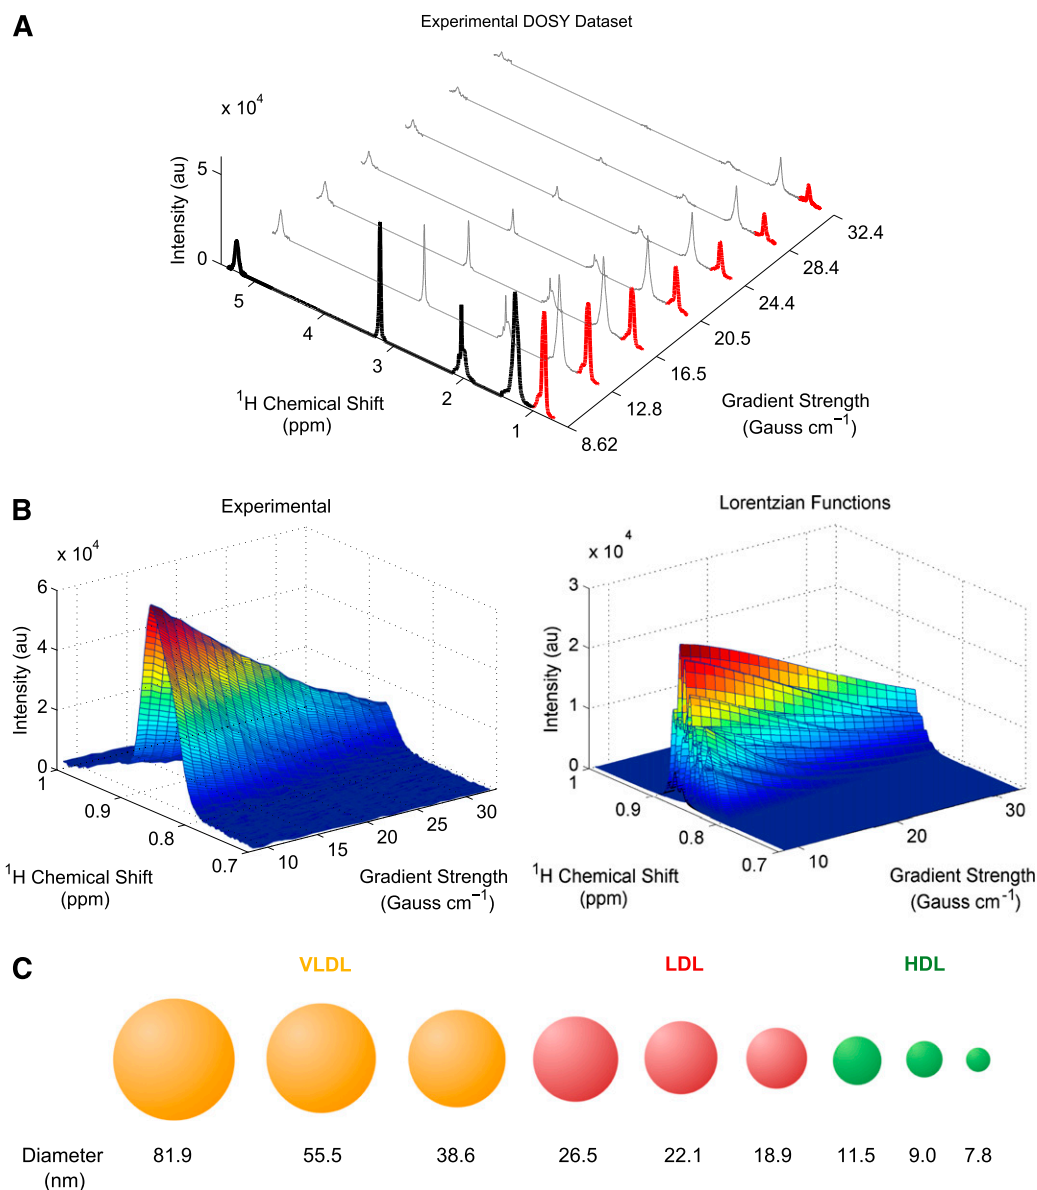 A
Experimental DOSY Dataset
x 10^4
Intensity (au)
5
0
5
4
3
2
1
^1H Chemical Shift
(ppm)
8.62
12.8
16.5
20.5
24.4
28.4
32.4
Gradient Strength
(Gauss cm^−1)
B
Experimental
x 10^4
Intensity (au)
6
4
2
0
1
0.9
0.8
0.7
^1H Chemical Shift
(ppm)
10
15
20
25
30
Gradient Strength
(Gauss cm^−1)
Lorentzian Functions
x 10^4
Intensity (au)
3
2
1
0
1
0.9
0.8
0.7
^1H Chemical Shift
(ppm)
10
20
30
Gradient Strength
(Gauss cm^-1)
C
VLDL LDL HDL
Diameter 81.9 55.5 38.6 26.5 22.1 18.9 11.5 9.0 7.8
(nm)